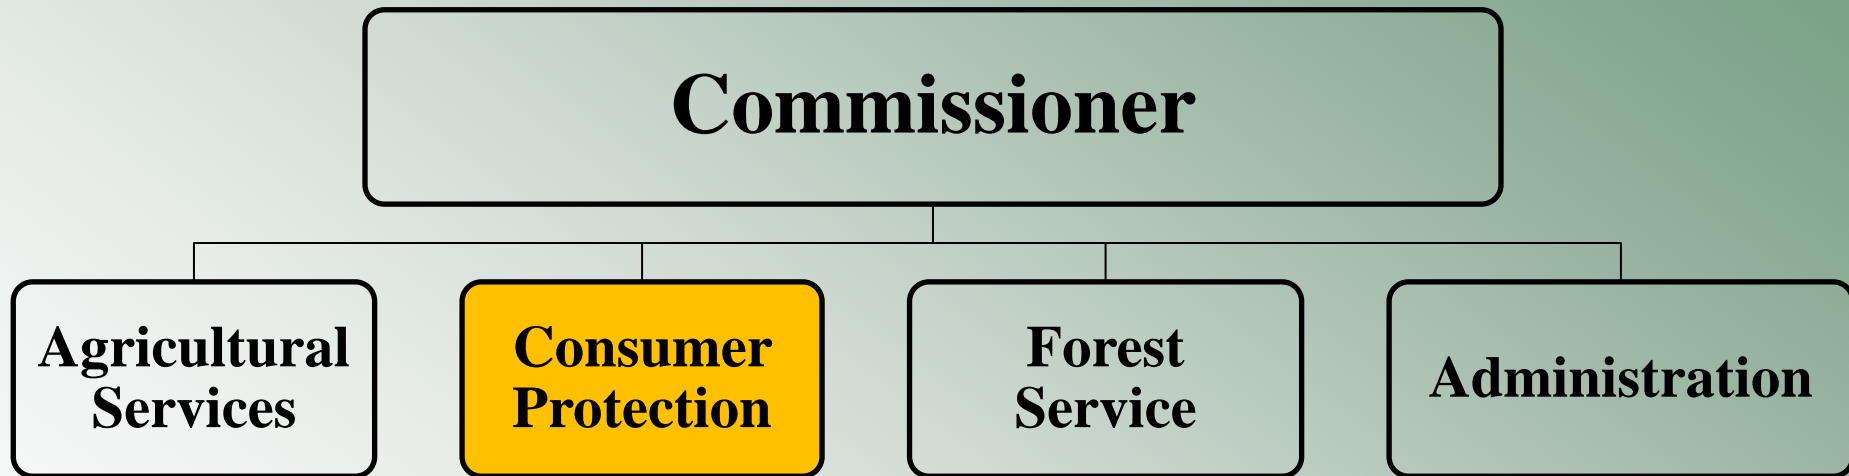 Commissioner
Agricultural
Services
Consumer
Protection
Forest
Service
Administration